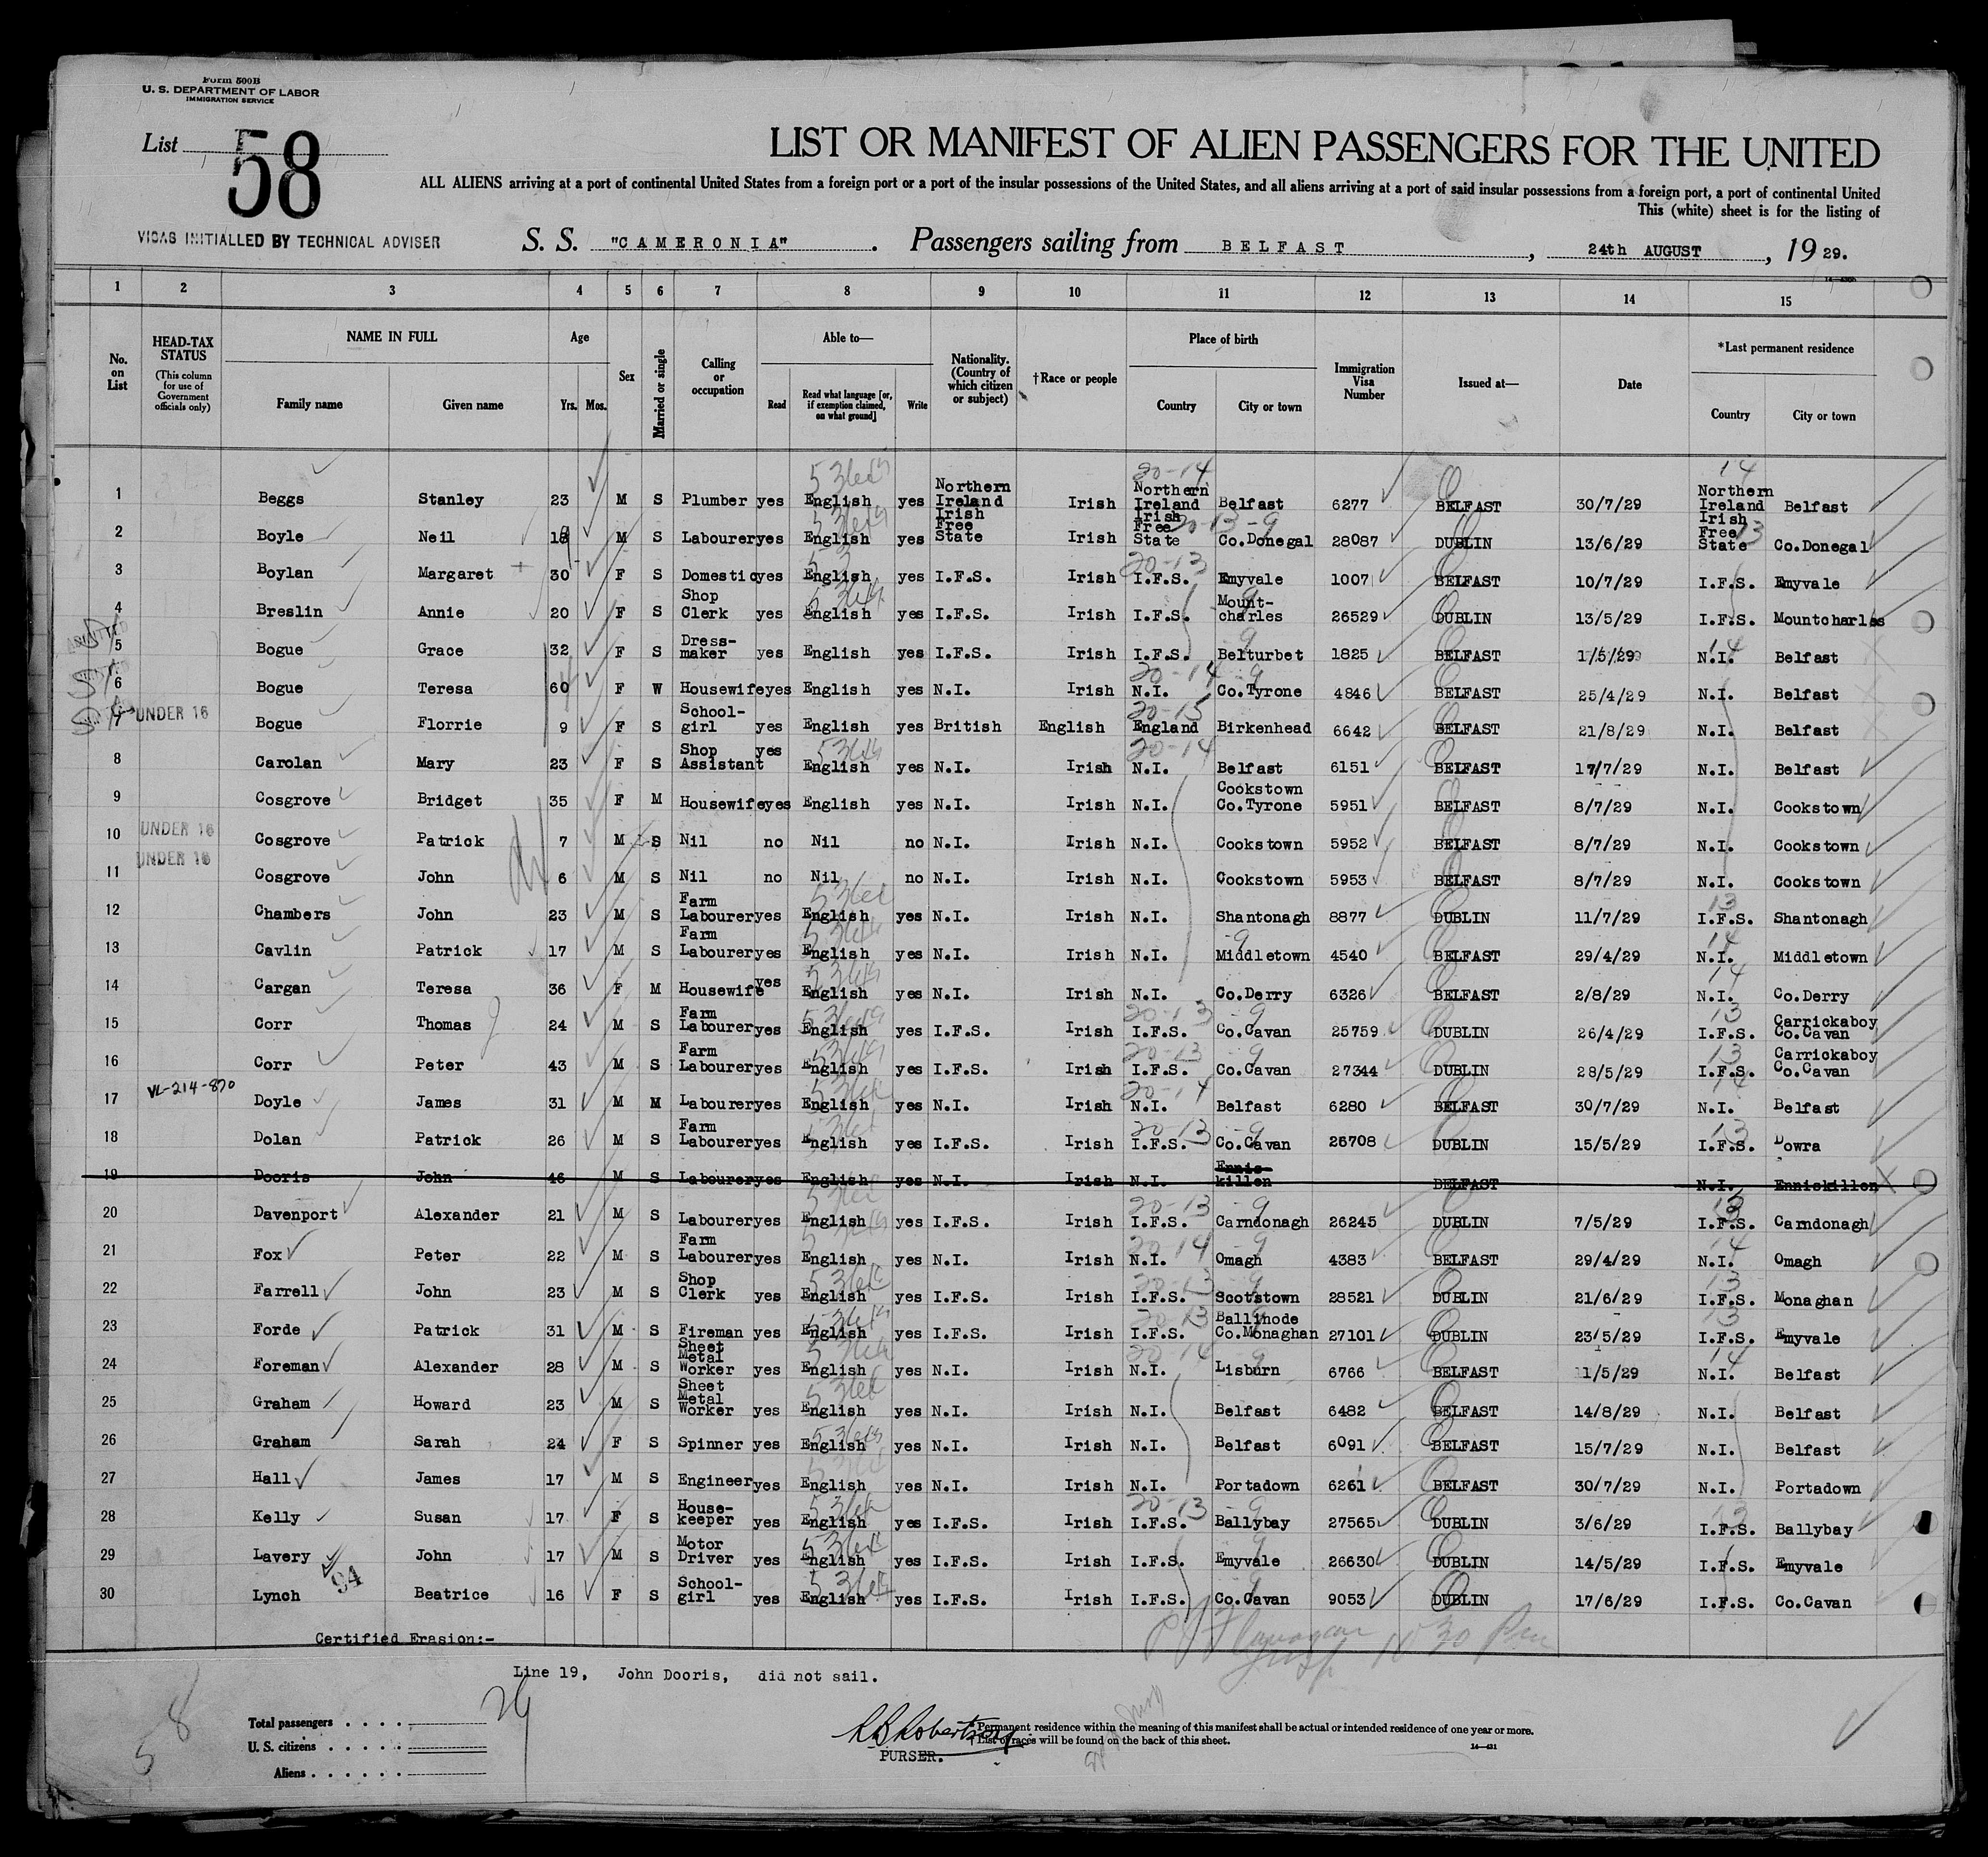 Form 500B
U. S. DEPARTMENT OF LABOR
IMMIGRATION SERVICE
List 58
LIST OR MANIFEST OF ALIEN PASSENGERS FOR THE UNITED
ALL ALIENS arriving at a port of continental United States from a foreign port or a port of the insular possessions of the United States, and all aliens arriving at a port of said insular possessions from a foreign port, a port of continental United
This (white) sheet is for the listing of
VISAS INITIALLED BY TECHNICAL ADVISER
S. S. "CAMERONIA". Passengers sailing from BELFAST, 24th AUGUST, 19 29.
1 2 3 4 5 6 7 8 9 10 11 12 13 14 15
No. on List
HEAD-TAX STATUS (This column for use of Government officials only)
NAME IN FULL Family name Given name
Age Yrs. Mos.
Sex
Married or single
Calling or occupation
Able to— Read Read what language [or, if exemption claimed, on what ground] Write
Nationality. (Country of which citizen or subject)
†Race or people
Place of birth Country City or town
Immigration Visa Number
Issued at—
Date
*Last permanent residence Country City or town
1 Beggs Stanley 23 M S Plumber yes English yes Northern Ireland Irish Northern Ireland Belfast 6277 BELFAST 30/7/29 Northern Ireland Belfast
2 Boyle Neil M S Labourer yes English yes Irish Free State Irish Irish Free State Co.Donegal 28087 DUBLIN 13/6/29 Irish Free State Co.Donegal
3 Boylan Margaret 30 F S Domestic yes English yes I.F.S. Irish I.F.S. Emyvale 1007 BELFAST 10/7/29 I.F.S. Emyvale
4 Breslin Annie 20 F S Shop Clerk yes English yes I.F.S. Irish I.F.S. Mount-charles 26529 DUBLIN 13/5/29 I.F.S. Mountcharles
5 Bogue Grace 32 F S Dress-maker yes English yes I.F.S. Irish I.F.S. Belturbet 1825 BELFAST 1/5/29 N.I. Belfast
6 Bogue Teresa 60 F W Housewife yes English yes N.I. Irish N.I. Co.Tyrone 4846 BELFAST 25/4/29 N.I. Belfast
7 UNDER 16 Bogue Florrie 9 F S School-girl yes English yes British English England Birkenhead 6642 BELFAST 21/8/29 N.I. Belfast
8 Carolan Mary 23 F S Shop Assistant yes English yes N.I. Irish N.I. Belfast 6151 BELFAST 17/7/29 N.I. Belfast
9 Cosgrove Bridget 35 F M Housewife yes English yes N.I. Irish N.I. Cookstown Co.Tyrone 5951 BELFAST 8/7/29 N.I. Cookstown
10 UNDER 16 Cosgrove Patrick 7 M S Nil no Nil no N.I. Irish N.I. Cookstown 5952 BELFAST 8/7/29 N.I. Cookstown
11 UNDER 16 Cosgrove John 6 M S Nil no Nil no N.I. Irish N.I. Cookstown 5953 BELFAST 8/7/29 N.I. Cookstown
12 Chambers John 23 M S Farm Labourer yes English yes N.I. Irish N.I. Shantonagh 8877 DUBLIN 11/7/29 I.F.S. Shantonagh
13 Cavlin Patrick 17 M S Farm Labourer yes English yes N.I. Irish N.I. Middletown 4540 BELFAST 29/4/29 N.I. Middletown
14 Cargan Teresa 36 F M Housewife yes English yes N.I. Irish N.I. Co.Derry 6326 BELFAST 2/8/29 N.I. Co.Derry
15 Corr Thomas 24 M S Farm Labourer yes English yes I.F.S. Irish I.F.S. Co.Cavan 25759 DUBLIN 26/4/29 I.F.S. Carrickaboy Co.Cavan
16 Corr Peter 43 M S Farm Labourer yes English yes I.F.S. Irish I.F.S. Co.Cavan 27344 DUBLIN 28/5/29 I.F.S. Carrickaboy Co.Cavan
17 VL-214-870 Doyle James 31 M M Labourer yes English yes N.I. Irish N.I. Belfast 6280 BELFAST 30/7/29 N.I. Belfast
18 Dolan Patrick 26 M S Farm Labourer yes English yes I.F.S. Irish I.F.S. Co.Cavan 26708 DUBLIN 15/5/29 I.F.S. Dowra
19 Dooris John 46 M S Labourer yes English yes N.I. Irish N.I. Ennis-killen BELFAST N.I. Enniskillen
20 Davenport Alexander 21 M S Labourer yes English yes I.F.S. Irish I.F.S. Carndonagh 26245 DUBLIN 7/5/29 I.F.S. Carndonagh
21 Fox Peter 22 M S Farm Labourer yes English yes N.I. Irish N.I. Omagh 4383 BELFAST 29/4/29 N.I. Omagh
22 Farrell John 23 M S Shop Clerk yes English yes I.F.S. Irish I.F.S. Scotstown 28521 DUBLIN 21/6/29 I.F.S. Monaghan
23 Forde Patrick 31 M S Fireman yes English yes I.F.S. Irish I.F.S. Ballinode Co.Monaghan 27101 DUBLIN 23/5/29 I.F.S. Emyvale
24 Foreman Alexander 28 M S Sheet Metal Worker yes English yes N.I. Irish N.I. Lisburn 6766 BELFAST 11/5/29 N.I. Belfast
25 Graham Howard 23 M S Sheet Metal Worker yes English yes N.I. Irish N.I. Belfast 6482 BELFAST 14/8/29 N.I. Belfast
26 Graham Sarah 24 F S Spinner yes English yes N.I. Irish N.I. Belfast 6091 BELFAST 15/7/29 N.I. Belfast
27 Hall James 17 M S Engineer yes English yes N.I. Irish N.I. Portadown 6261 BELFAST 30/7/29 N.I. Portadown
28 Kelly Susan 17 F S House-keeper yes English yes I.F.S. Irish I.F.S. Ballybay 27565 DUBLIN 3/6/29 I.F.S. Ballybay
29 Lavery John 17 M S Motor Driver yes English yes I.F.S. Irish I.F.S. Emyvale 26630 DUBLIN 14/5/29 I.F.S. Emyvale
30 Lynch 94 Beatrice 16 F S School-girl yes English yes I.F.S. Irish I.F.S. Co.Cavan 9053 DUBLIN 17/6/29 I.F.S. Co.Cavan
Certified Erasion:-
Line 19, John Dooris, did not sail.
58
Total passengers
U. S. citizens
Aliens
PURSER.
Permanent residence within the meaning of this manifest shall be actual or intended residence of one year or more.
† List of races will be found on the back of this sheet.
14—431